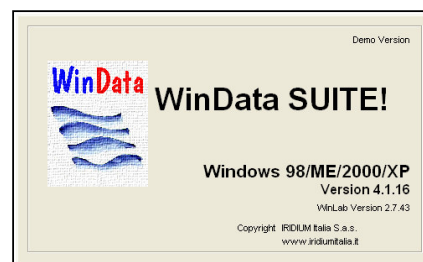 Demo Version
WinData
WinData SUITE!
Windows 98/ME/2000/XP
Version 4.1.16
WinLab Version 2.7.43
Copyright IRIDIUM Italia S.a.s.
www.iridiumitalia.it